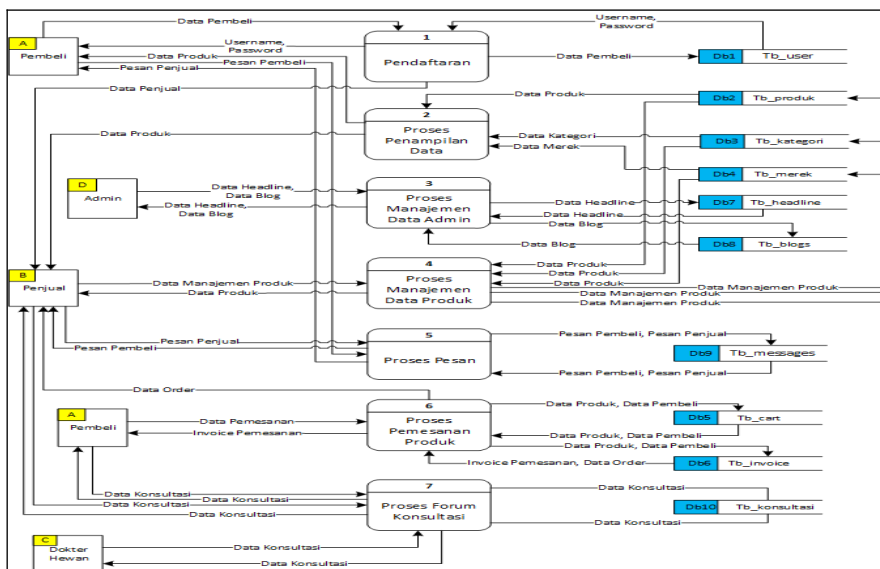 Data Pembeli
Username,
Password
A
Pembeli
Username,
Password
Data Produk
Pesan Pembeli
Pesan Penjual
1
Pendaftaran
Data Pembeli
Db1 Tb_user
Data Penjual
Data Produk
Db2 Tb_produk
2
Proses
Penampilan
Data
Data Produk
Data Kategori
Data Merek
Db3 Tb_kategori
Db4 Tb_merek
D
Admin
Data Headline,
Data Blog
Data Headline,
Data Blog
3
Proses
Manajemen
Data Admin
Data Headline
Data Headline
Data Blog
Data Blog
Db7 Tb_headline
Db8 Tb_blogs
B
Penjual
Data Manajemen Produk
Data Produk
4
Proses
Manajemen
Data Produk
Data Produk
Data Produk
Data Produk
Data Manajemen Produk
Data Manajemen Produk
Data Manajemen Produk
Pesan Penjual
Pesan Pembeli
5
Proses Pesan
Pesan Pembeli, Pesan Penjual
Db9 Tb_messages
Pesan Pembeli, Pesan Penjual
Data Order
A
Pembeli
Data Pemesanan
Invoice Pemesanan
6
Proses
Pemesanan
Produk
Data Produk, Data Pembeli
Db5 Tb_cart
Data Produk, Data Pembeli
Data Produk, Data Pembeli
Invoice Pemesanan, Data Order
Db6 Tb_invoice
Data Konsultasi
Data Konsultasi
Data Konsultasi
Data Konsultasi
7
Proses Forum
Konsultasi
Data Konsultasi
Db10 Tb_konsultasi
Data Konsultasi
C
Dokter
Hewan
Data Konsultasi
Data Konsultasi